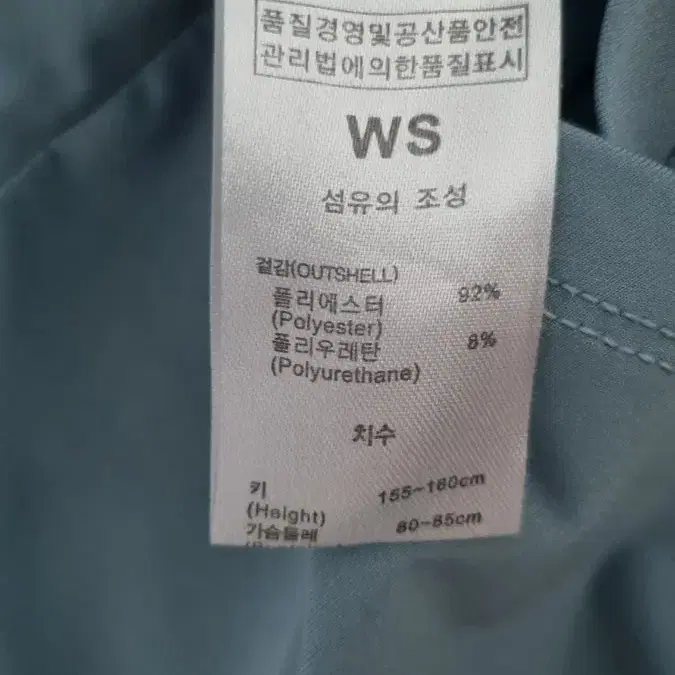 품질경영및공산품안전
관리법에의한품질표시
WS
섬유의 조성
겉감(OUTSHELL)
폴리에스터 92%
(Polyester)
폴리우레탄 8%
(Polyurethane)
치수
키 155~160cm
(Height)
가슴둘레 80~85cm